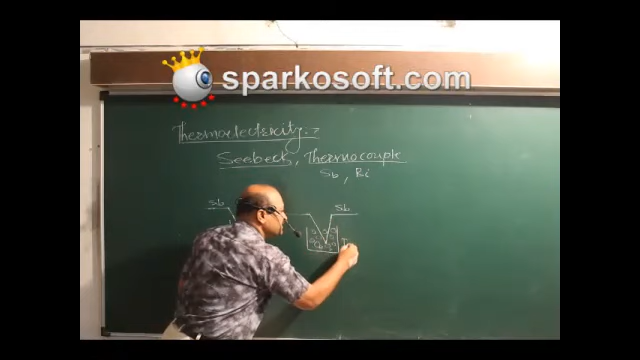 sparkosoft.com
Thermoelectricity :-
Seebeck, Thermocouple
Sb, Bi
Sb
Sb